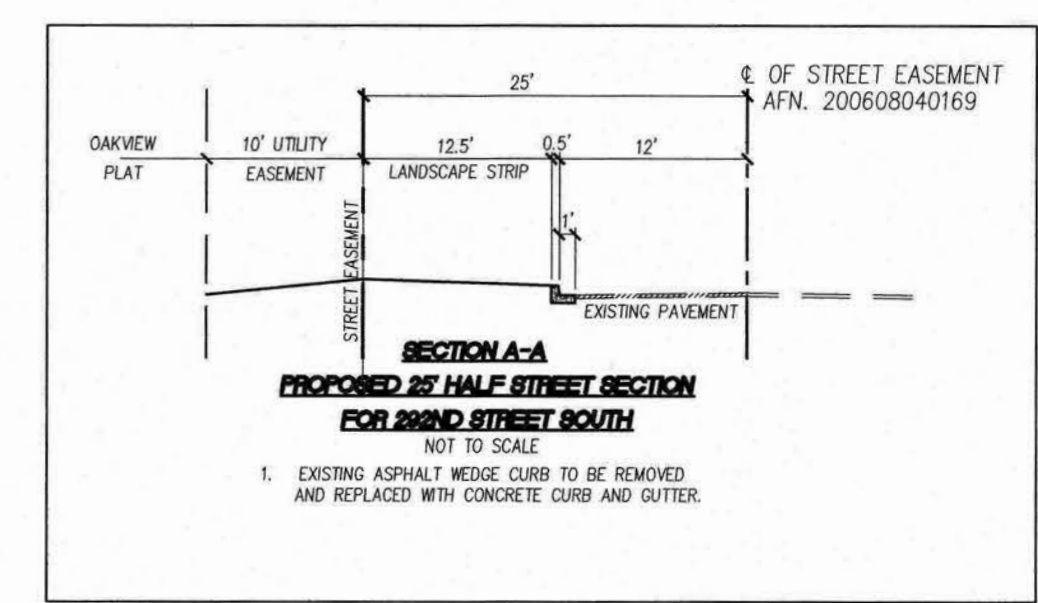 25'
℄ OF STREET EASEMENT
AFN. 200608040169
OAKVIEW
PLAT
10' UTILITY
EASEMENT
12.5'
LANDSCAPE STRIP
0.5'
12'
1'
STREET EASEMENT
EXISTING PAVEMENT
SECTION A-A
PROPOSED 25' HALF STREET SECTION
FOR 292ND STREET SOUTH
NOT TO SCALE
1. EXISTING ASPHALT WEDGE CURB TO BE REMOVED
AND REPLACED WITH CONCRETE CURB AND GUTTER.